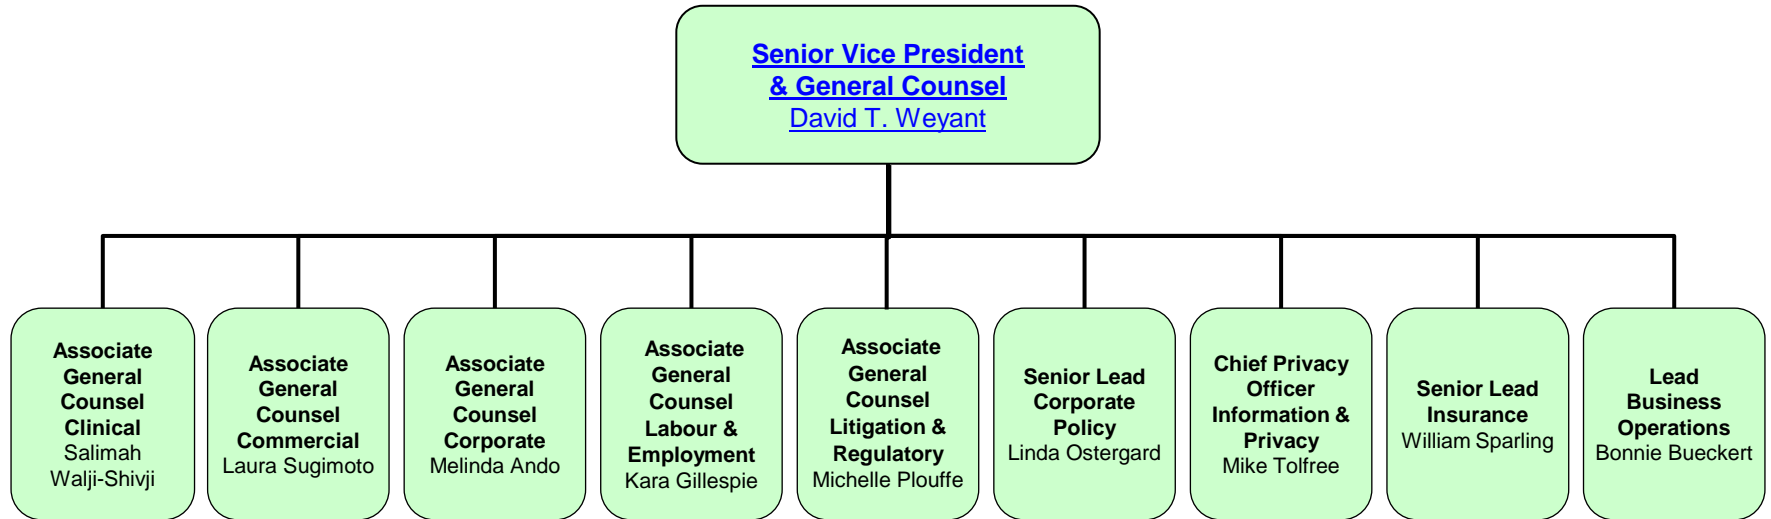 Senior Vice President
& General Counsel
David T. Weyant
Associate
General
Counsel
Clinical
Salimah
Walji-Shivji
Associate
General
Counsel
Commercial
Laura Sugimoto
Associate
General
Counsel
Corporate
Melinda Ando
Associate
General
Counsel
Labour &
Employment
Kara Gillespie
Associate
General
Counsel
Litigation &
Regulatory
Michelle Plouffe
Senior Lead
Corporate
Policy
Linda Ostergard
Chief Privacy
Officer
Information &
Privacy
Mike Tolfree
Senior Lead
Insurance
William Sparling
Lead
Business
Operations
Bonnie Bueckert